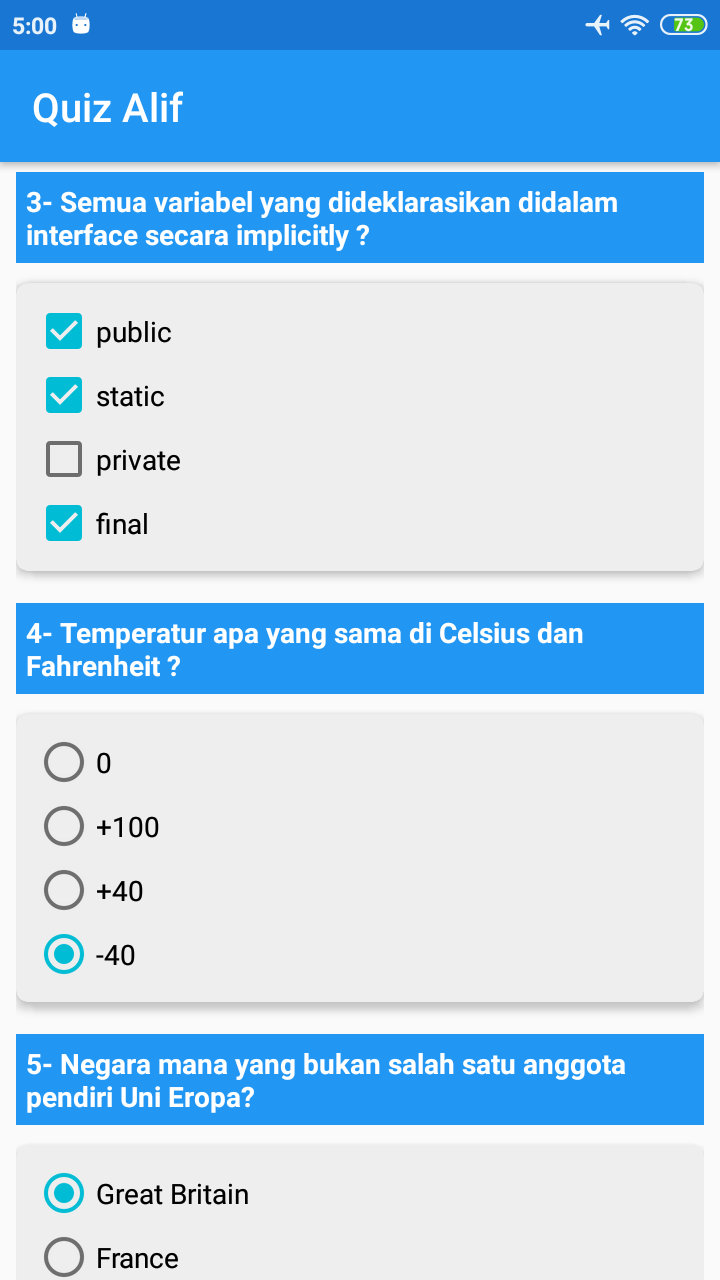 5:00
73
Quiz Alif
3- Semua variabel yang dideklarasikan didalam
interface secara implicitly ?
public
static
private
final
4- Temperatur apa yang sama di Celsius dan
Fahrenheit ?
0
+100
+40
-40
5- Negara mana yang bukan salah satu anggota
pendiri Uni Eropa?
Great Britain
France